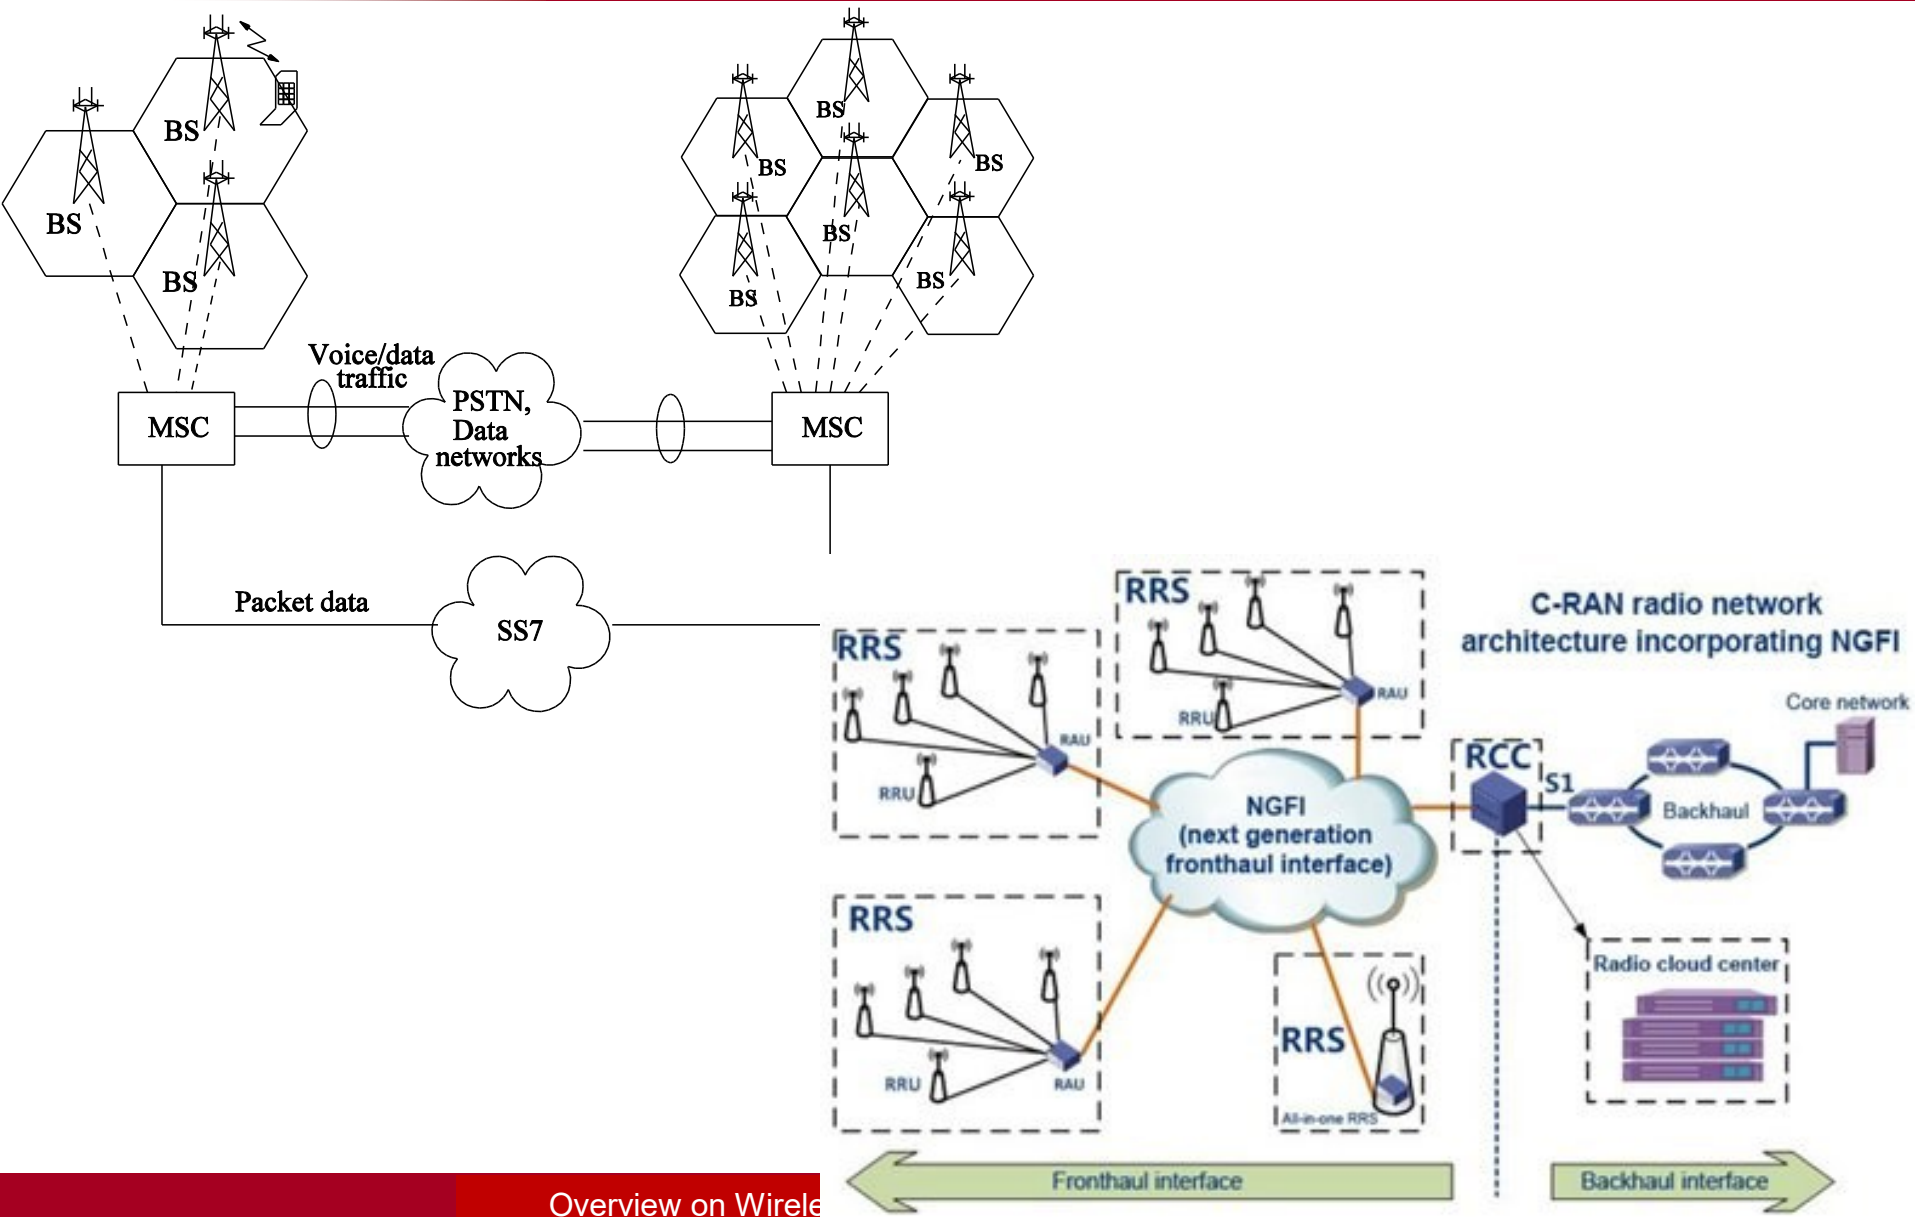 BS
BS
BS
BS
BS
BS
BS
BS
BS
Voice/data
traffic
MSC
PSTN,
Data
networks
MSC
Packet data
SS7
C-RAN radio network
architecture incorporating NGFI
RRS
RAU
RRU
RRS
RAU
RRU
Core network
RCC
S1
Backhaul
NGFI
(next generation
fronthaul interface)
RRS
RRU
RAU
RRS
All-in-one RRS
Radio cloud center
Fronthaul interface
Backhaul interface
Overview on Wirele